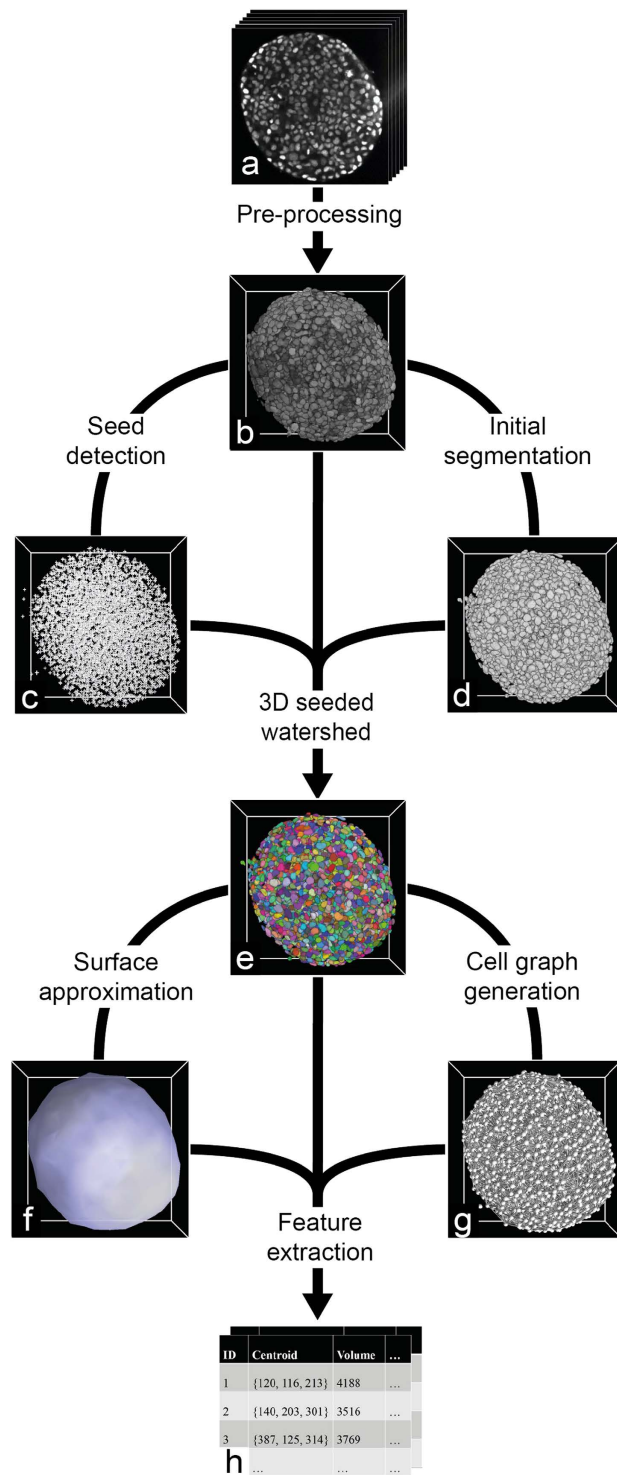 a
Pre-processing
b
Seed
detection
Initial
segmentation
c
d
3D seeded
watershed
e
Surface
approximation
Cell graph
generation
f
g
Feature
extraction
ID Centroid Volume ...
1 {120, 116, 213} 4188 ...
2 {140, 203, 301} 3516 ...
3 {387, 125, 314} 3769 ...
... ... ...
h